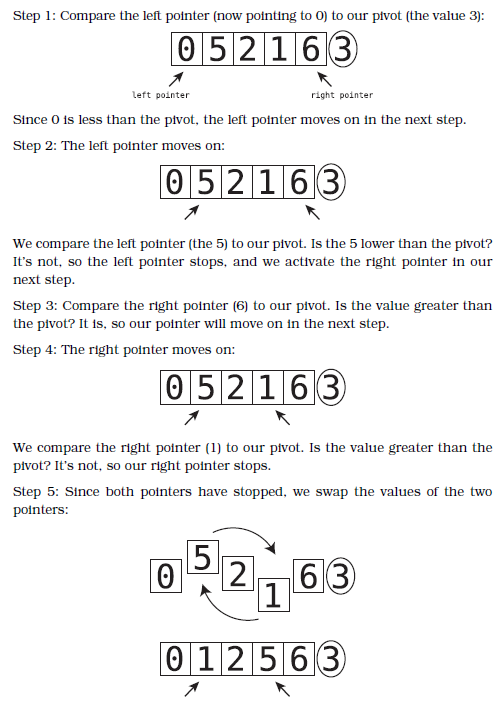 Step 1: Compare the left pointer (now pointing to 0) to our pivot (the value 3):
0 5 2 1 6 3
left pointer right pointer
Since 0 is less than the pivot, the left pointer moves on in the next step.
Step 2: The left pointer moves on:
0 5 2 1 6 3
We compare the left pointer (the 5) to our pivot. Is the 5 lower than the pivot?
It’s not, so the left pointer stops, and we activate the right pointer in our
next step.
Step 3: Compare the right pointer (6) to our pivot. Is the value greater than
the pivot? It is, so our pointer will move on in the next step.
Step 4: The right pointer moves on:
0 5 2 1 6 3
We compare the right pointer (1) to our pivot. Is the value greater than the
pivot? It’s not, so our right pointer stops.
Step 5: Since both pointers have stopped, we swap the values of the two
pointers:
0 5 2 1 6 3
0 1 2 5 6 3